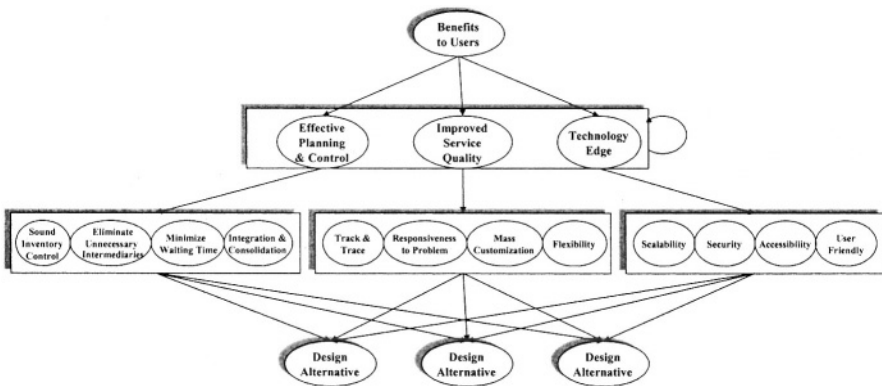 Benefits
to Users
Effective
Planning
& Control
Improved
Service
Quality
Technology
Edge
Sound
Inventory
Control
Eliminate
Unnecessary
Intermediaries
Minimize
Waiting Time
Integration &
Consolidation
Track &
Trace
Responsiveness
to Problem
Mass
Customization
Flexibility
Scalability
Security
Accessibility
User
Friendly
Design
Alternative
Design
Alternative
Design
Alternative